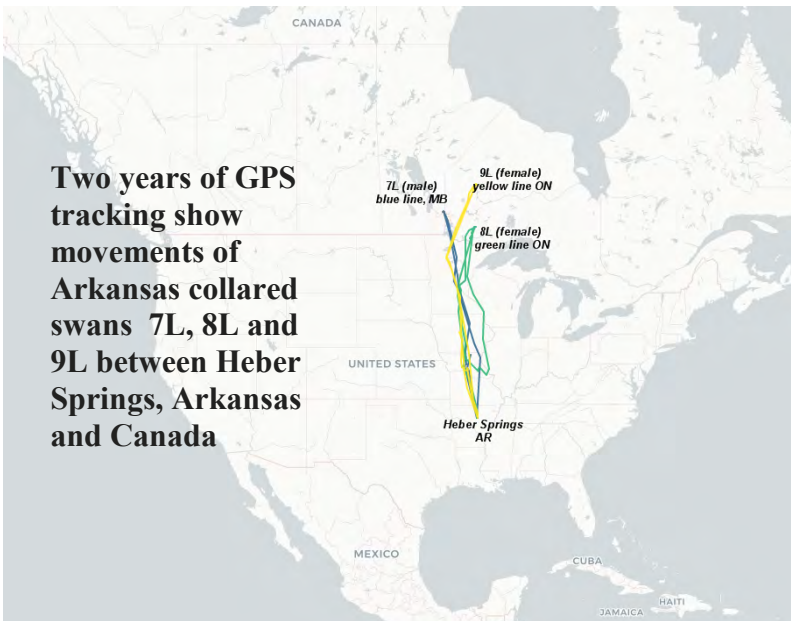 CANADA
Two years of GPS
tracking show
movements of
Arkansas collared
swans 7L, 8L and
9L between Heber
Springs, Arkansas
and Canada
7L (male)
blue line, MB
9L (female)
yellow line ON
8L (female)
green line ON
UNITED STATES
Heber Springs
AR
MEXICO
CUBA
HAITI
JAMAICA